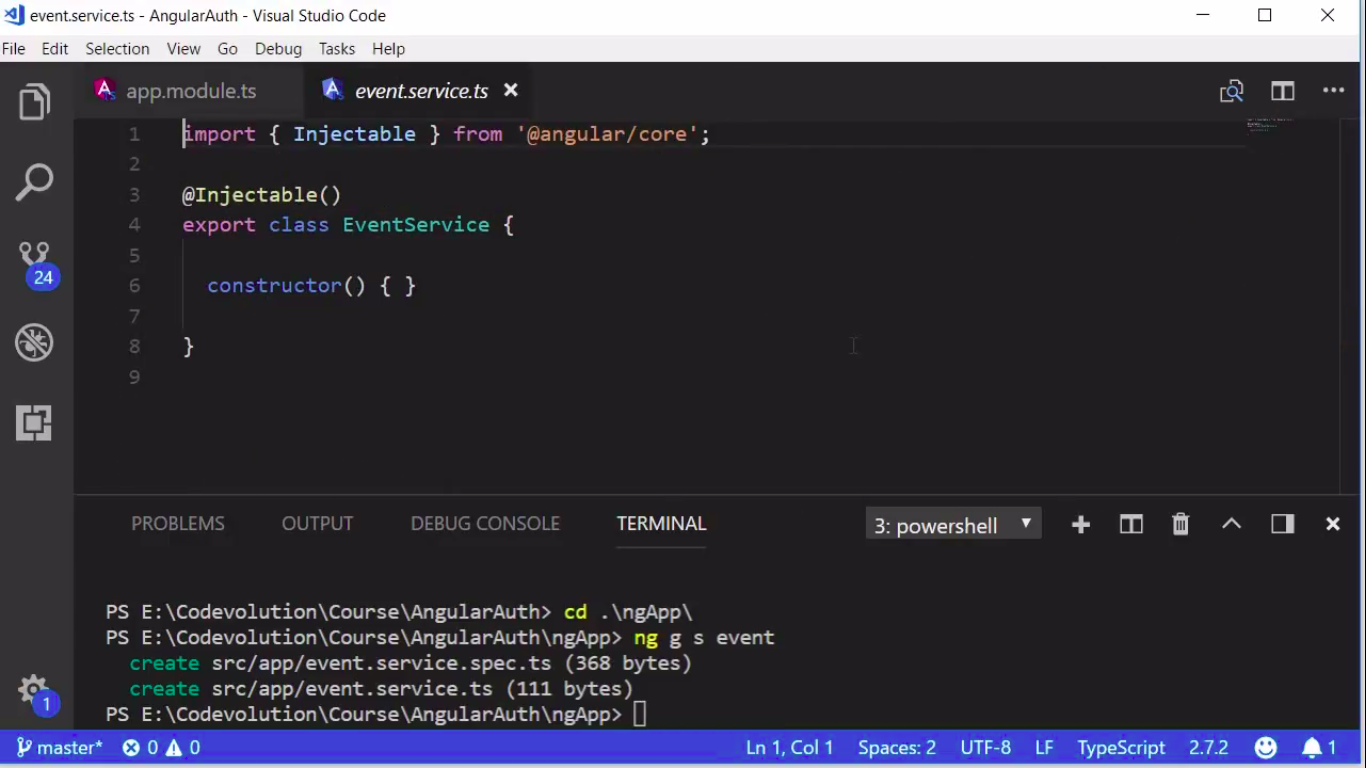 event.service.ts - AngularAuth - Visual Studio Code
File Edit Selection View Go Debug Tasks Help
app.module.ts event.service.ts
1 import { Injectable } from '@angular/core';
2
3 @Injectable()
4 export class EventService {
5
6 constructor() { }
7
8 }
9
24
PROBLEMS OUTPUT DEBUG CONSOLE TERMINAL 3: powershell
PS E:\Codevolution\Course\AngularAuth> cd .\ngApp\
PS E:\Codevolution\Course\AngularAuth\ngApp> ng g s event
create src/app/event.service.spec.ts (368 bytes)
create src/app/event.service.ts (111 bytes)
PS E:\Codevolution\Course\AngularAuth\ngApp>
1
master* 0 0 Ln 1, Col 1 Spaces: 2 UTF-8 LF TypeScript 2.7.2 1